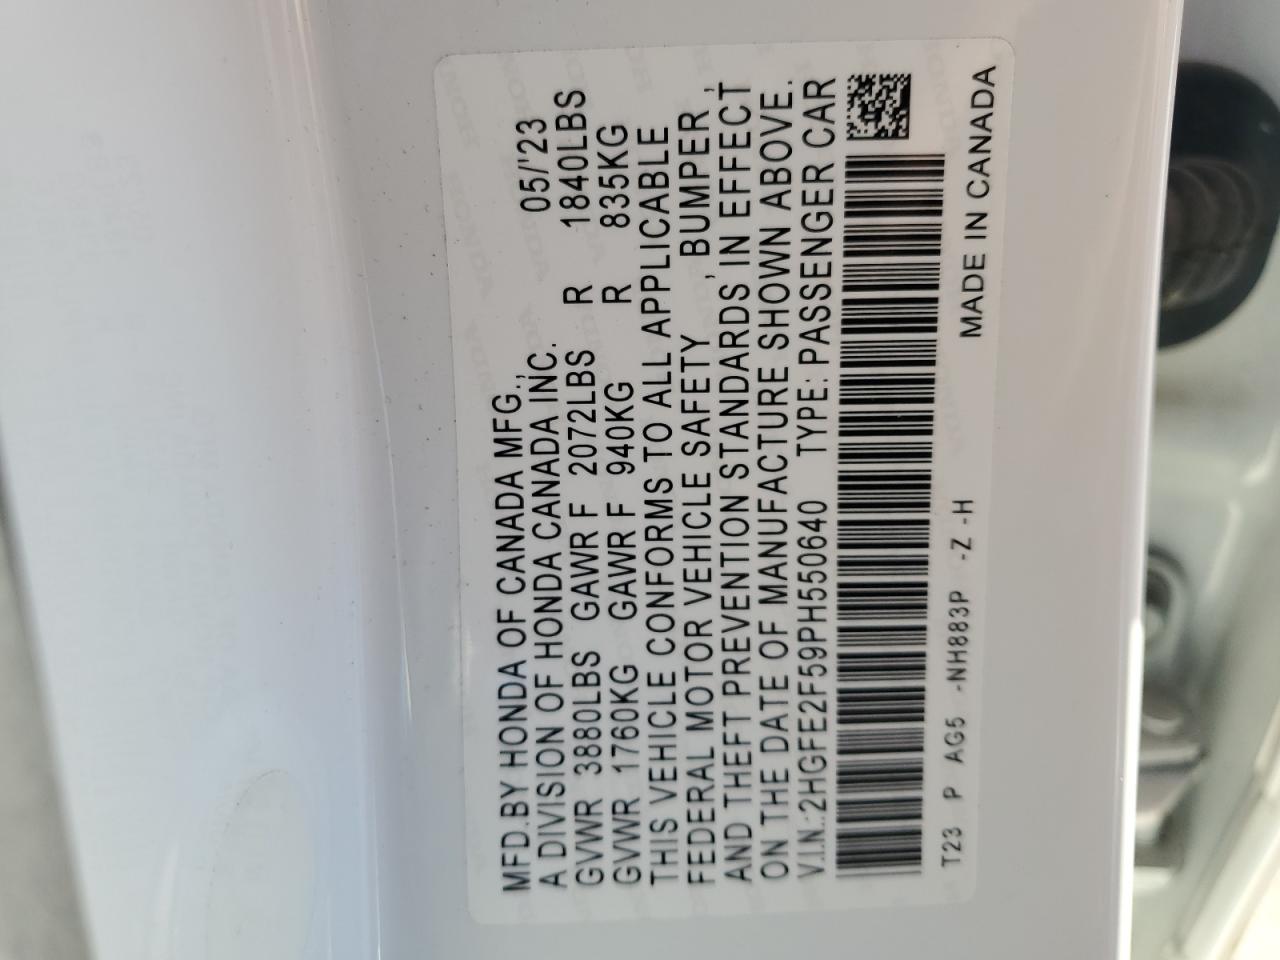 MFD.BY HONDA OF CANADA MFG.,
A DIVISION OF HONDA CANADA INC. 05/'23
GVWR 3880LBS GAWR F 2072LBS R 1840LBS
GVWR 1760KG GAWR F 940KG R 835KG
THIS VEHICLE CONFORMS TO ALL APPLICABLE
FEDERAL MOTOR VEHICLE SAFETY , BUMPER ,
AND THEFT PREVENTION STANDARDS IN EFFECT
ON THE DATE OF MANUFACTURE SHOWN ABOVE.
V.I.N.:2HGFE2F59PH550640 TYPE: PASSENGER CAR
T23 P AG5 -NH883P -Z -H MADE IN CANADA